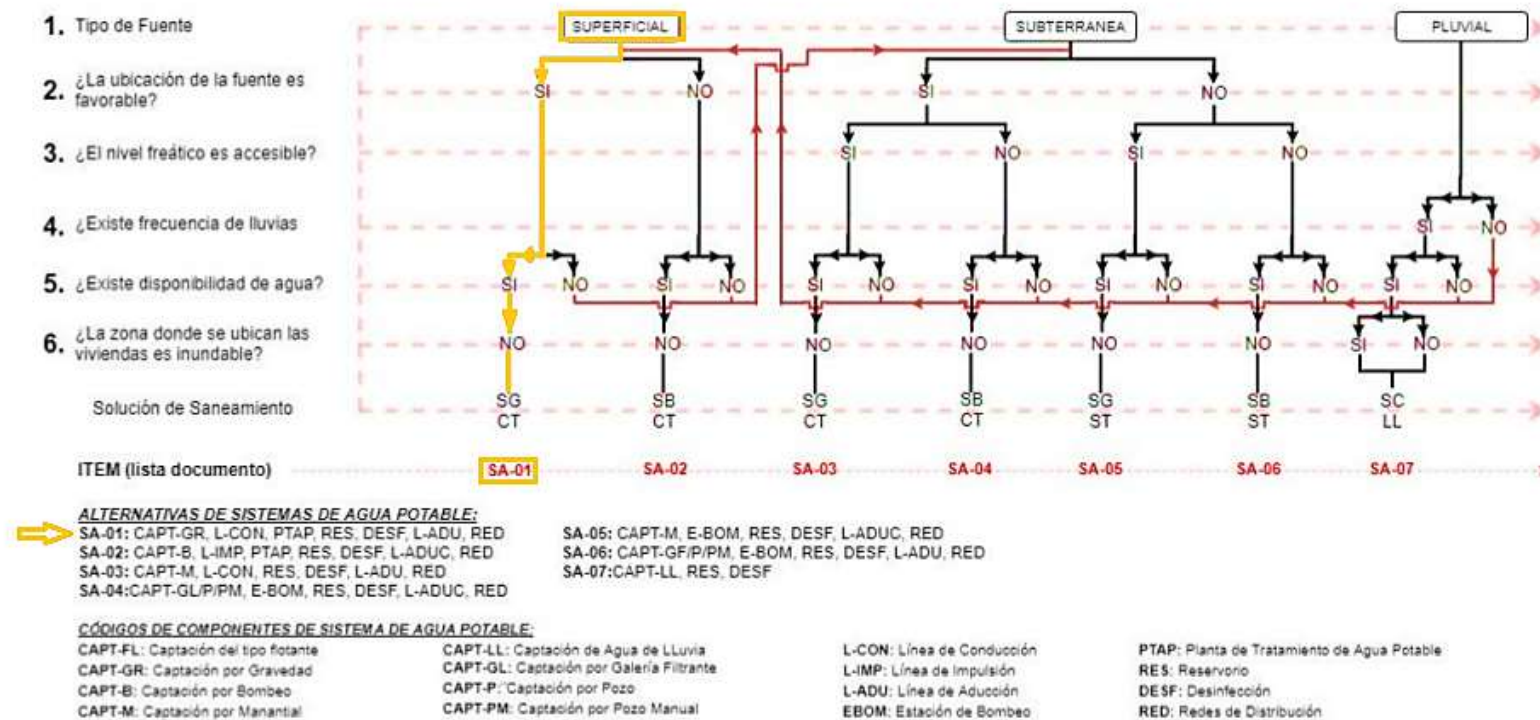 1. Tipo de Fuente
SUPERFICIAL SUBTERRANEA PLUVIAL
2. ¿La ubicación de la fuente es
favorable?
SI NO SI NO
3. ¿El nivel freático es accesible?
SI NO SI NO
4. ¿Existe frecuencia de lluvias
SI NO
5. ¿Existe disponibilidad de agua?
SI NO SI NO SI NO SI NO SI NO SI NO SI NO
6. ¿La zona donde se ubican las
viviendas es inundable?
NO NO NO NO NO NO SI NO
Solución de Saneamiento
SG SB SG SB SG SB SC
CT CT CT CT ST ST LL
ITEM (lista documento) SA-01 SA-02 SA-03 SA-04 SA-05 SA-06 SA-07
ALTERNATIVAS DE SISTEMAS DE AGUA POTABLE:
SA-01: CAPT-GR, L-CON, PTAP, RES, DESF, L-ADU, RED
SA-02: CAPT-B, L-IMP, PTAP, RES, DESF, L-ADUC, RED
SA-03: CAPT-M, L-CON, RES, DESF, L-ADU, RED
SA-04:CAPT-GL/P/PM, E-BOM, RES, DESF, L-ADUC, RED
SA-05: CAPT-M, E-BOM, RES, DESF, L-ADUC, RED
SA-06: CAPT-GF/P/PM, E-BOM, RES, DESF, L-ADU, RED
SA-07:CAPT-LL, RES, DESF
CÓDIGOS DE COMPONENTES DE SISTEMA DE AGUA POTABLE:
CAPT-FL: Captación del tipo flotante
CAPT-GR: Captación por Gravedad
CAPT-B: Captación por Bombeo
CAPT-M: Captación por Manantial
CAPT-LL: Captación de Agua de LLuvia
CAPT-GL: Captación por Galería Filtrante
CAPT-P: Captación por Pozo
CAPT-PM: Captación por Pozo Manual
L-CON: Línea de Conducción
L-IMP: Línea de Impulsión
L-ADU: Línea de Aducción
EBOM: Estación de Bombeo
PTAP: Planta de Tratamiento de Agua Potable
RES: Reservorio
DESF: Desinfección
RED: Redes de Distribución